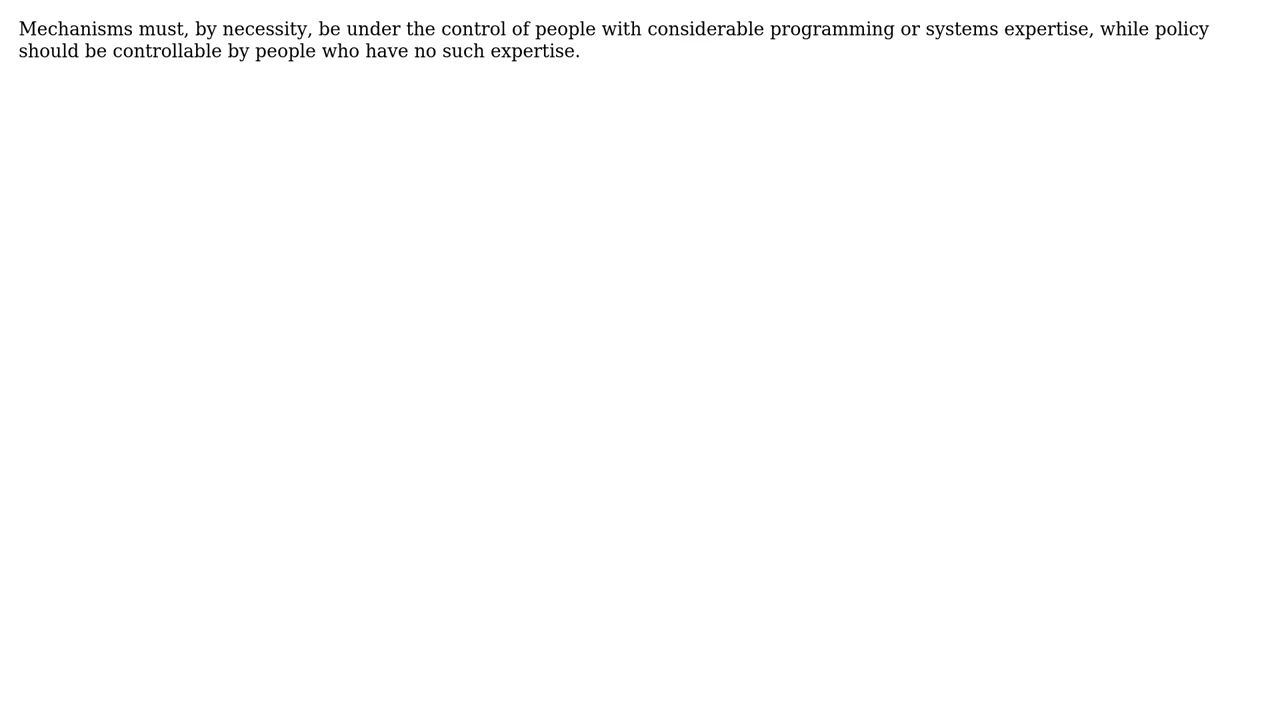 Mechanisms must, by necessity, be under the control of people with considerable programming or systems expertise, while policy
should be controllable by people who have no such expertise.